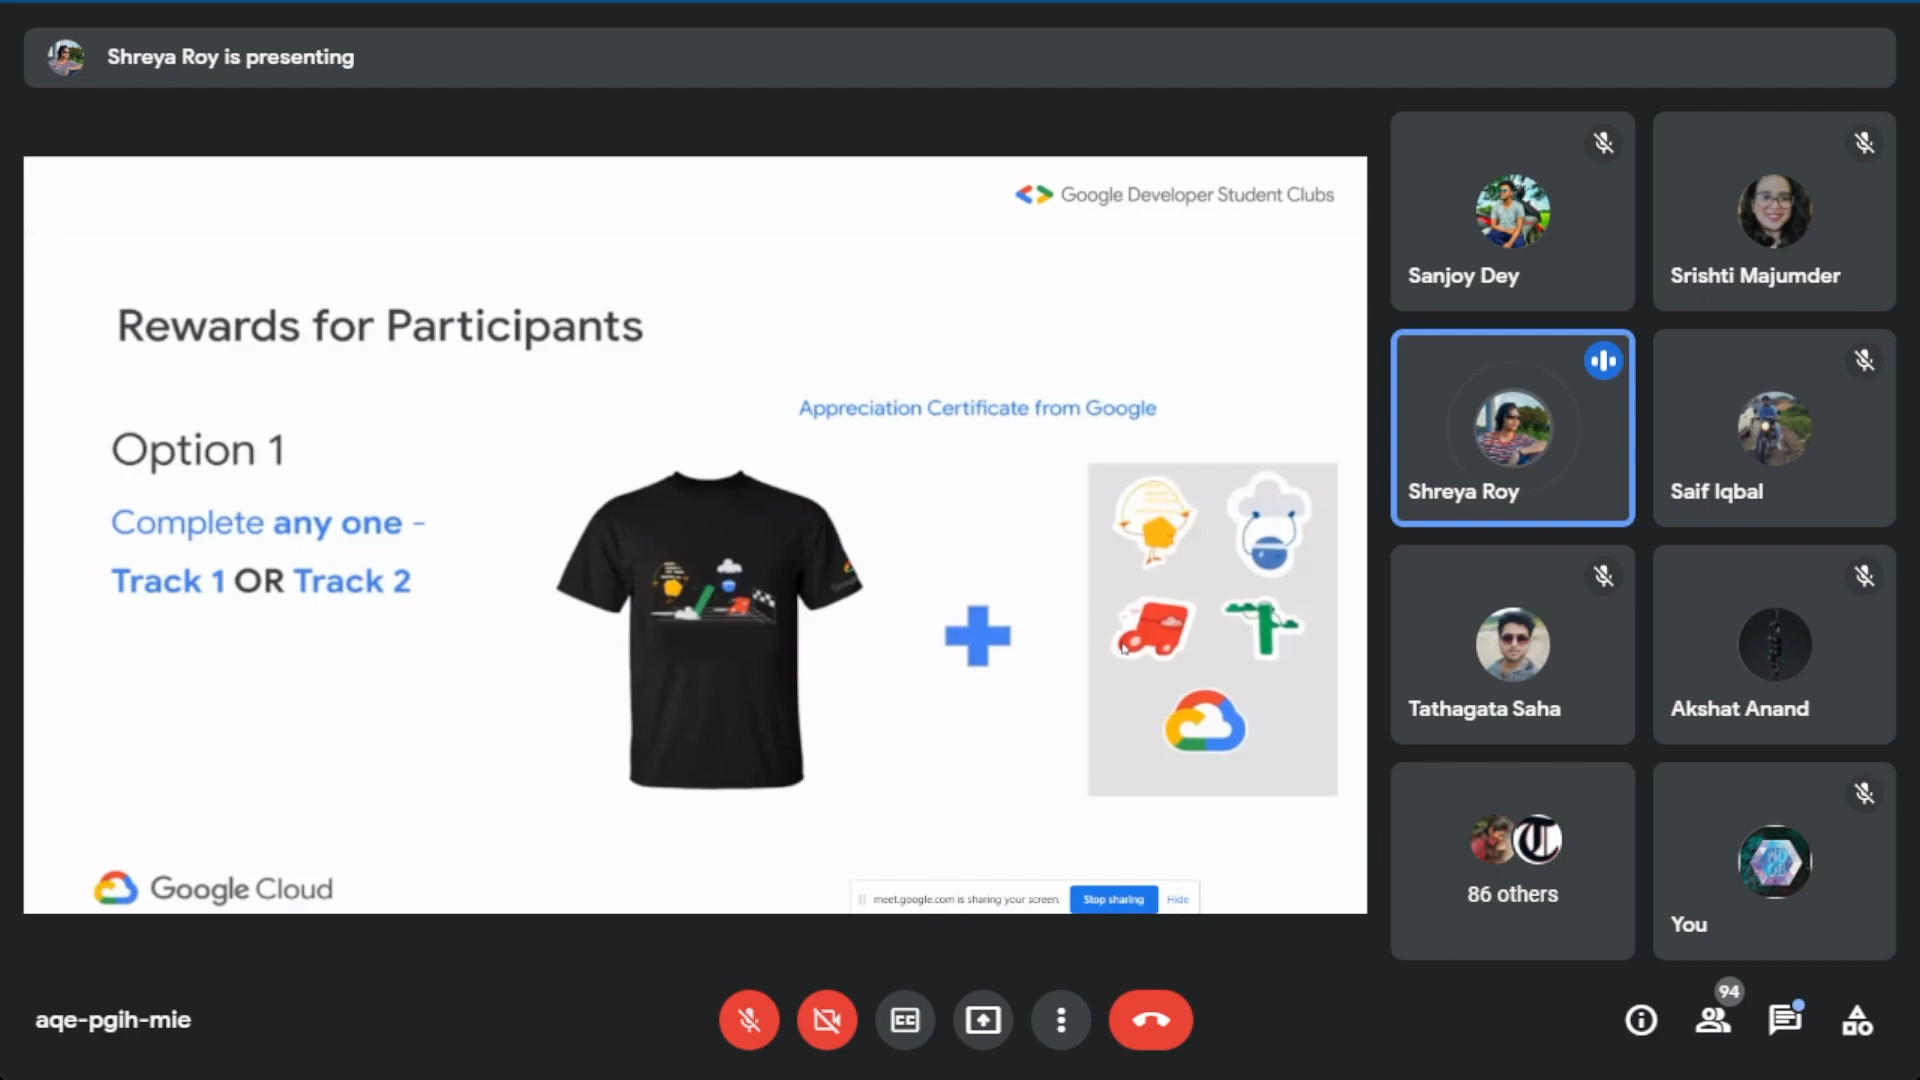 Shreya Roy is presenting
Google Developer Student Clubs
Rewards for Participants
Appreciation Certificate from Google
Option 1
Complete any one -
Track 1 OR Track 2
Google Cloud
meet.google.com is sharing your screen.
Stop sharing
Hide
Sanjoy Dey
Srishti Majumder
Shreya Roy
Saif Iqbal
Tathagata Saha
Akshat Anand
86 others
You
aqe-pgih-mie
CC
94